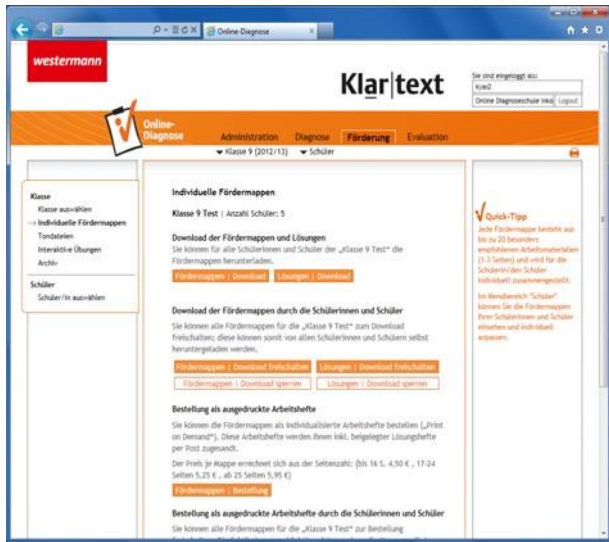 Online-Diagnose
westermann
Klar|text
Sie sind eingeloggt als:
kyas2
Online Diagnoseschule Inko Logout
Online-
Diagnose
Administration Diagnose Förderung Evaluation
Klasse 9 (2012/13) Schüler
Klasse
Klasse auswählen
Individuelle Fördermappen
Tondateien
Interaktive Übungen
Archiv
Schüler
Schüler/in auswählen
Individuelle Fördermappen
Klasse 9 Test | Anzahl Schüler: 5
Download der Fördermappen und Lösungen
Sie können für alle Schülerinnen und Schüler der „Klasse 9 Test“ die
Fördermappen herunterladen.
Fördermappen | Download Lösungen | Download
Download der Fördermappen durch die Schülerinnen und Schüler
Sie können alle Fördermappen für die „Klasse 9 Test“ zum Download
freischalten; diese können somit von allen Schülerinnen und Schülern selbst
heruntergeladen werden.
Fördermappen | Download freischalten Lösungen | Download freischalten
Fördermappen | Download sperren Lösungen | Download sperren
Bestellung als ausgedruckte Arbeitshefte
Sie können die Fördermappen als individualisierte Arbeitshefte bestellen („Print
on Demand“). Diese Arbeitshefte werden Ihnen inkl. beigelegter Lösungshefte
per Post zugesandt.
Der Preis je Mappe errechnet sich aus der Seitenzahl: (bis 16 S. 4,50 € , 17-24
Seiten 5,25 € , ab 25 Seiten 5,95 €)
Fördermappen | Bestellung
Bestellung als ausgedruckte Arbeitshefte durch die Schülerinnen und Schüler
Sie können alle Fördermappen für die „Klasse 9 Test“ zur Bestellung
Quick-Tipp
Jede Fördermappe besteht aus
bis zu 20 besonders
empfohlenen Arbeitsmaterialien
(1-3 Seiten) und wird für die
Schülerin/den Schüler
individuell zusammengestellt.
Im Menübereich "Schüler"
können Sie die Fördermappen
Ihrer Schülerinnen und Schüler
einsehen und individuell
anpassen.